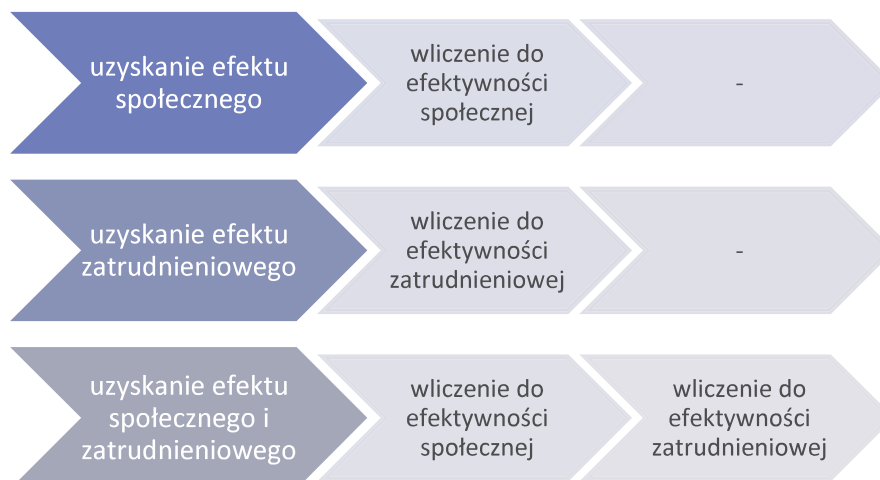 uzyskanie efektu
społecznego
wliczenie do
efektywności
społecznej
-
uzyskanie efektu
zatrudnieniowego
wliczenie do
efektywności
zatrudnieniowej
-
uzyskanie efektu
społecznego i
zatrudnieniowego
wliczenie do
efektywności
społecznej
wliczenie do
efektywności
zatrudnieniowej